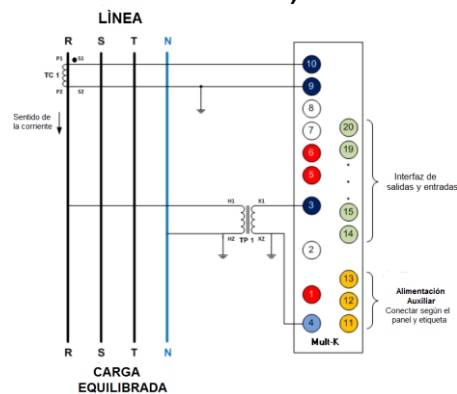 LÌNEA
R S T N
P1 S1
TC 1
P2 S2
Sentido de
la corriente
10
9
8
7
6
5
3
2
1
4
20
19
15
14
13
12
11
Interfaz de
salidas y entradas
H1 X1
H2 X2
TP 1
Alimentación
Auxiliar
Conectar según el
panel y etiqueta
Mult-K
R S T N
CARGA
EQUILIBRADA